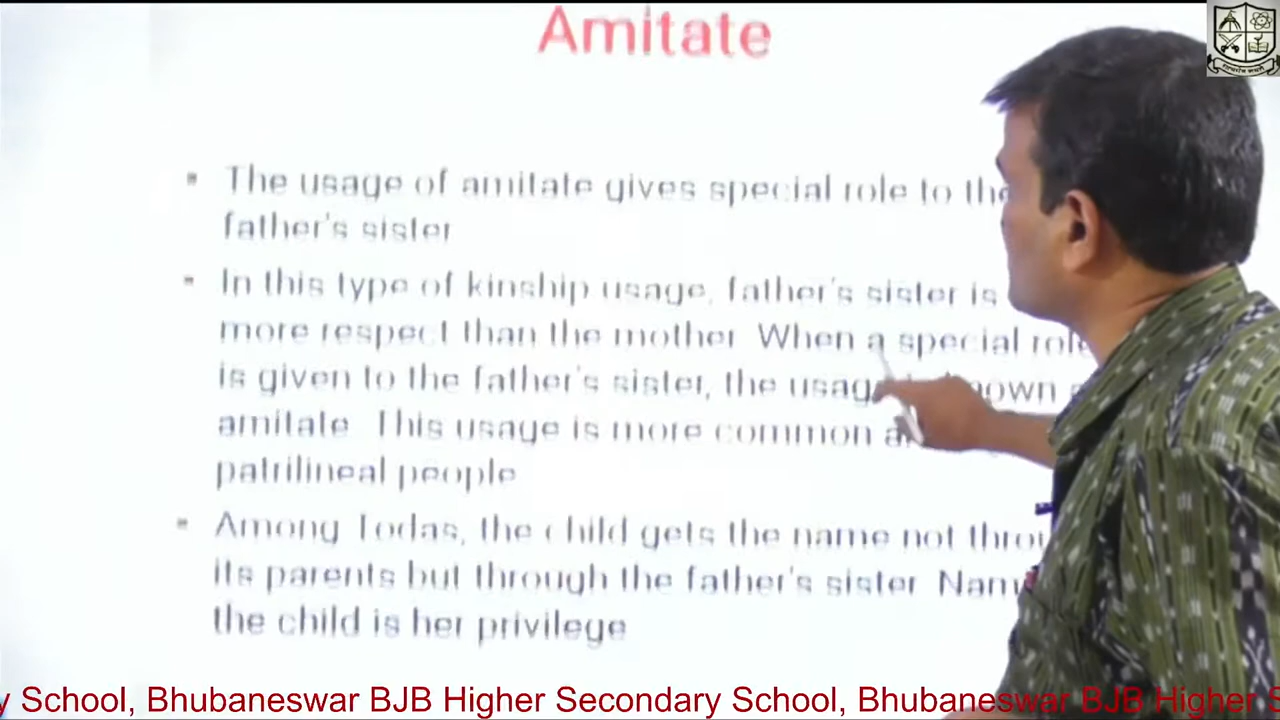 Amitate
▪ The usage of amitate gives special role to the
father's sister
▪ In this type of kinship usage, father's sister is
more respect than the mother. When a special role
is given to the father's sister, the usage is known
amitate. This usage is more common
patrilineal people
▪ Among Todas, the child gets the name not
its parents but through the father's sister.
the child is her privilege
y School, Bhubaneswar BJB Higher Secondary School, Bhubaneswar BJB Higher S